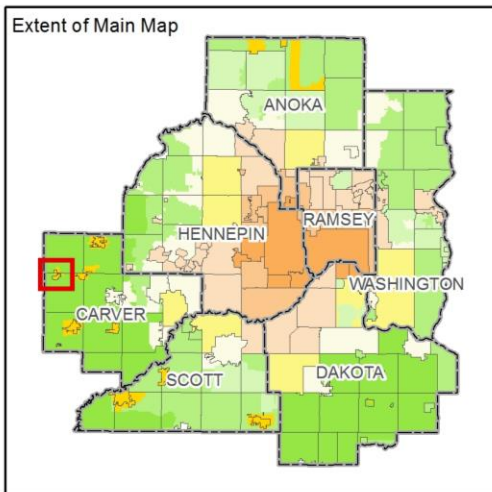 Extent of Main Map
ANOKA
HENNEPIN
RAMSEY
WASHINGTON
CARVER
SCOTT
DAKOTA